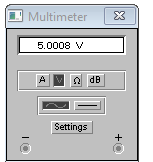 Multimeter
5.0008 V
A V Ω dB
Settings
− +